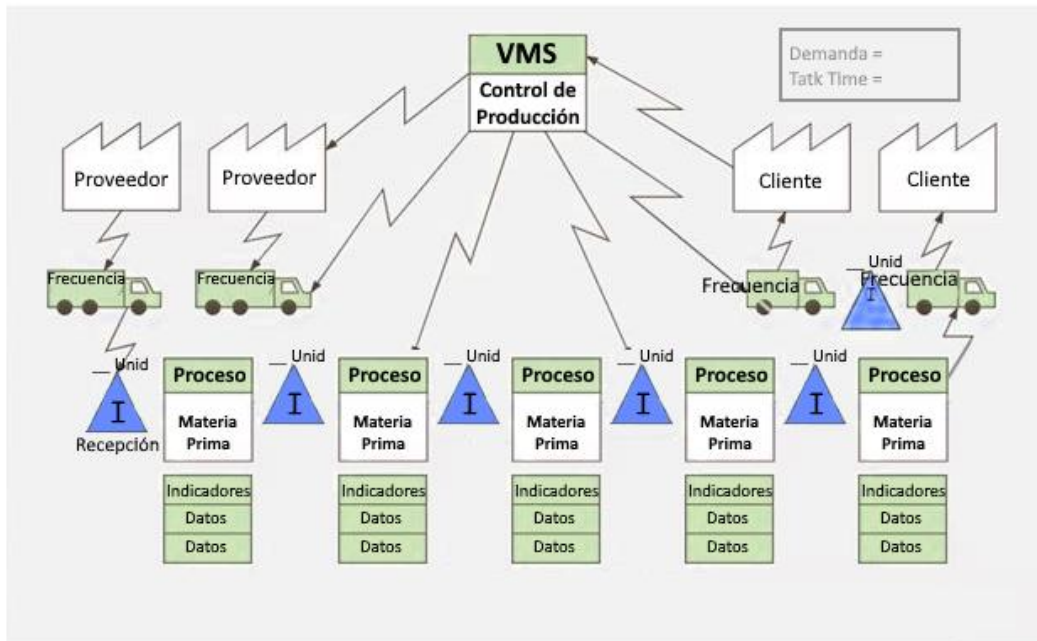 VMS
Control de
Producción
Demanda =
Tatk TIme =
Proveedor
Proveedor
Cliente
Cliente
Frecuencia
Frecuencia
Frecuencia
__ Unid
I
Frecuencia
__ Unid
I
Recepción
Proceso
Materia
Prima
__ Unid
I
Proceso
Materia
Prima
__ Unid
I
Proceso
Materia
Prima
__ Unid
I
Proceso
Materia
Prima
__ Unid
I
Proceso
Materia
Prima
Indicadores
Datos
Datos
Indicadores
Datos
Datos
Indicadores
Datos
Datos
Indicadores
Datos
Datos
Indicadores
Datos
Datos